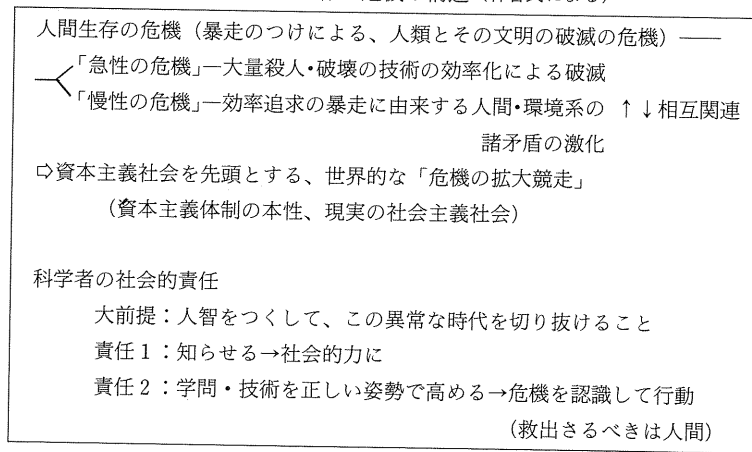 人間生存の危機（暴走のつけによる、人類とその文明の破滅の危機）――
「急性の危機」―大量殺人・破壊の技術の効率化による破滅
「慢性の危機」―効率追求の暴走に由来する人間・環境系の ↑↓相互関連
諸矛盾の激化
⇨資本主義社会を先頭とする、世界的な「危機の拡大競走」
（資本主義体制の本性、現実の社会主義社会）
科学者の社会的責任
大前提：人智をつくして、この異常な時代を切り抜けること
責任１：知らせる→社会的力に
責任２：学問・技術を正しい姿勢で高める→危機を認識して行動
（救出さるべきは人間）